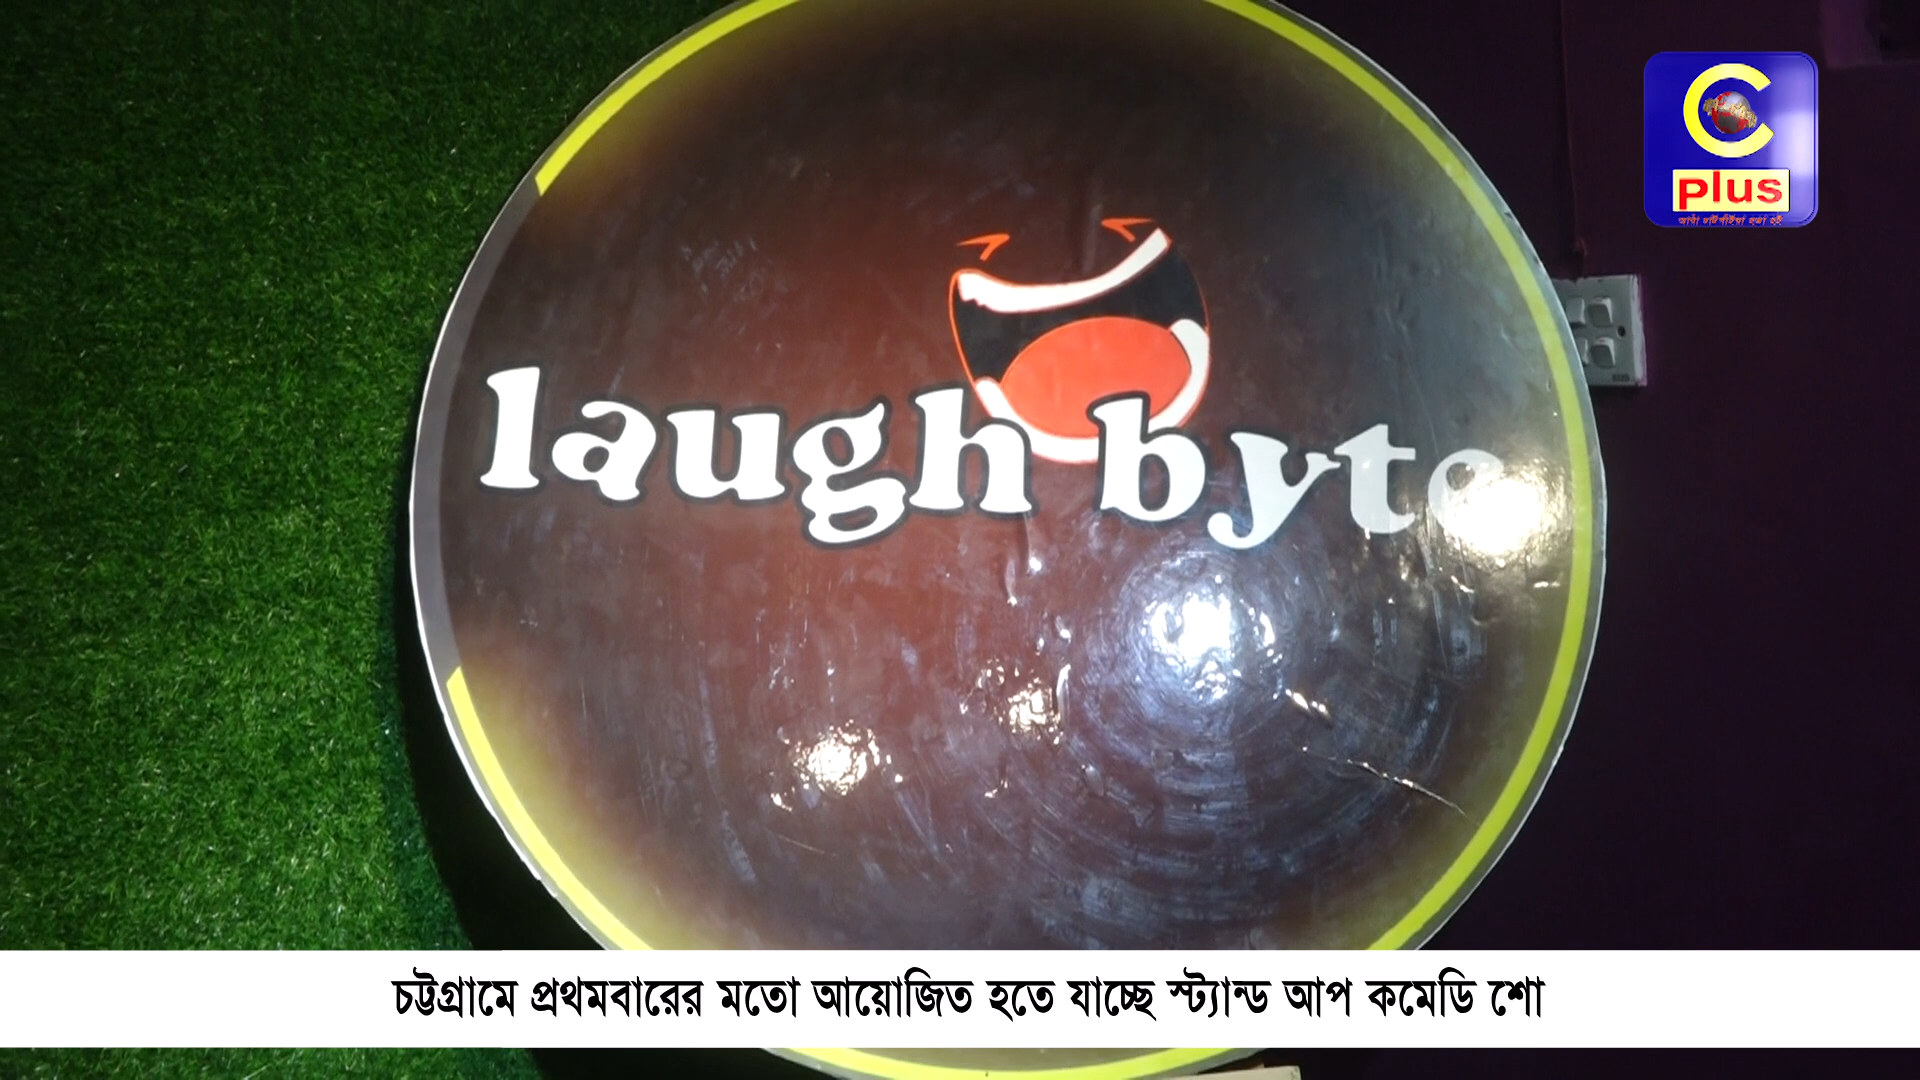 C
plus
laugh byte
চট্টগ্রামে প্রথমবারের মতো আয়োজিত হতে যাচ্ছে স্ট্যান্ড আপ কমেডি শো